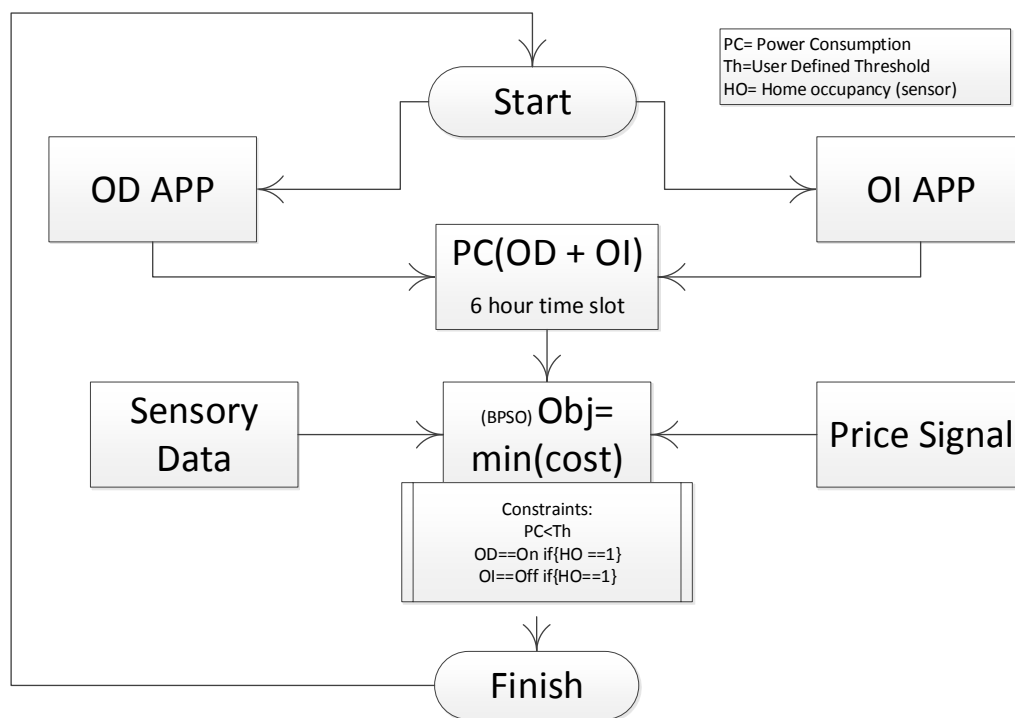 PC= Power Consumption
Th=User Defined Threshold
HO= Home occupancy (sensor)
Start
OD APP
OI APP
PC(OD + OI)
6 hour time slot
Sensory
Data
(BPSO) Obj=
min(cost)
Price Signal
Constraints:
PC<Th
OD==On if{HO ==1}
OI==Off if{HO==1}
Finish